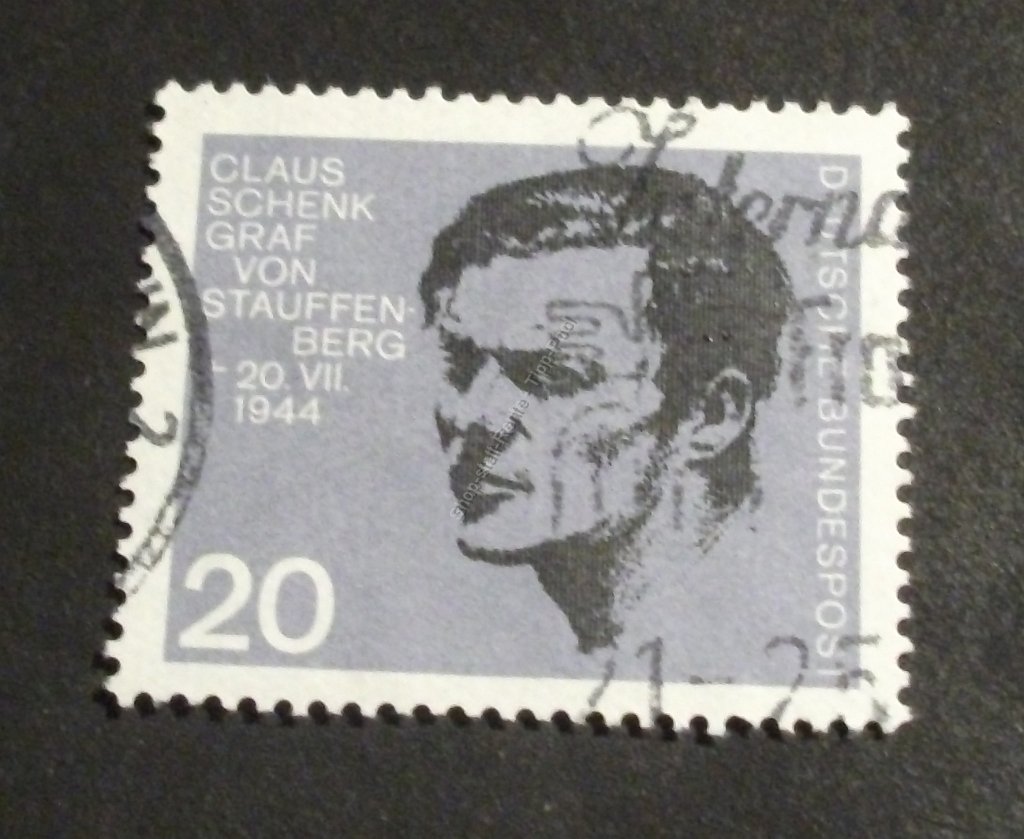 CLAUS
SCHENK
GRAF
VON
STAUFFEN-
BERG
† 20. VII.
1944
20
DEUTSCHE BUNDESPOST